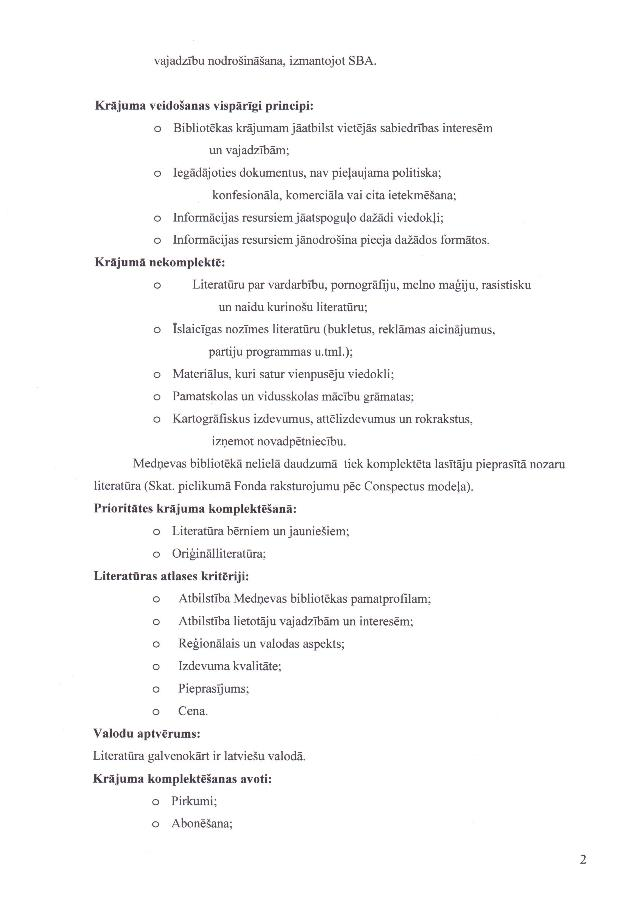 vajadzību nodrošināšana, izmantojot SBA.
Krājuma veidošanas vispārīgi principi:
o Bibliotēkas krājumam jāatbilst vietējās sabiedrības interesēm
un vajadzībām;
o Iegādājoties dokumentus, nav pieļaujama politiska;
konfesionāla, komerciāla vai cita ietekmēšana;
o Informācijas resursiem jāatspoguļo dažādi viedokļi;
o Informācijas resursiem jānodrošina pieeja dažādos formātos.
Krājumā nekomplektē:
o Literatūru par vardarbību, pornogrāfiju, melno maģiju, rasistisku
un naidu kurinošu literatūru;
o Īslaicīgas nozīmes literatūru (bukletus, reklāmas aicinājumus,
partiju programmas u.tml.);
o Materiālus, kuri satur vienpusēju viedokli;
o Pamatskolas un vidusskolas mācību grāmatas;
o Kartogrāfiskus izdevumus, attēlizdevumus un rokrakstus,
izņemot novadpētniecību.
Medņevas bibliotēkā nelielā daudzumā tiek komplektēta lasītāju pieprasītā nozaru
literatūra (Skat. pielikumā Fonda raksturojumu pēc Conspectus modeļa).
Prioritātes krājuma komplektēšanā:
o Literatūra bērniem un jauniešiem;
o Oriģinālliteratūra;
Literatūras atlases kritēriji:
o Atbilstība Medņevas bibliotēkas pamatprofilam;
o Atbilstība lietotāju vajadzībām un interesēm;
o Reģionālais un valodas aspekts;
o Izdevuma kvalitāte;
o Pieprasījums;
o Cena.
Valodu aptvērums:
Literatūra galvenokārt ir latviešu valodā.
Krājuma komplektēšanas avoti:
o Pirkumi;
o Abonēšana;
2